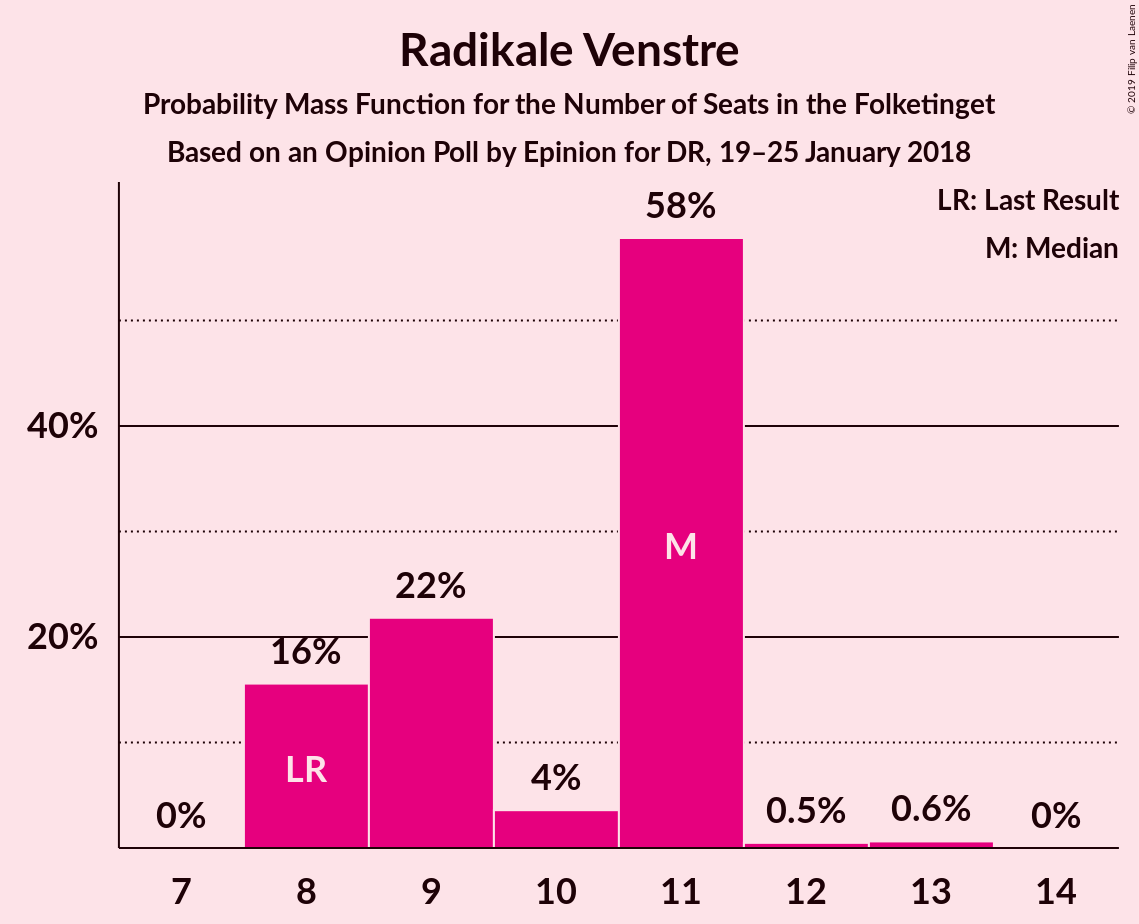 Radikale Venstre
Probability Mass Function for the Number of Seats in the Folketinget
Based on an Opinion Poll by Epinion for DR, 19–25 January 2018
© 2019 Filip van Laenen
LR: Last Result
M: Median
58%
40%
M
22%
20%
16%
LR
4%
0%
0.5%
0.6%
0%
7
8
9
10
11
12
13
14